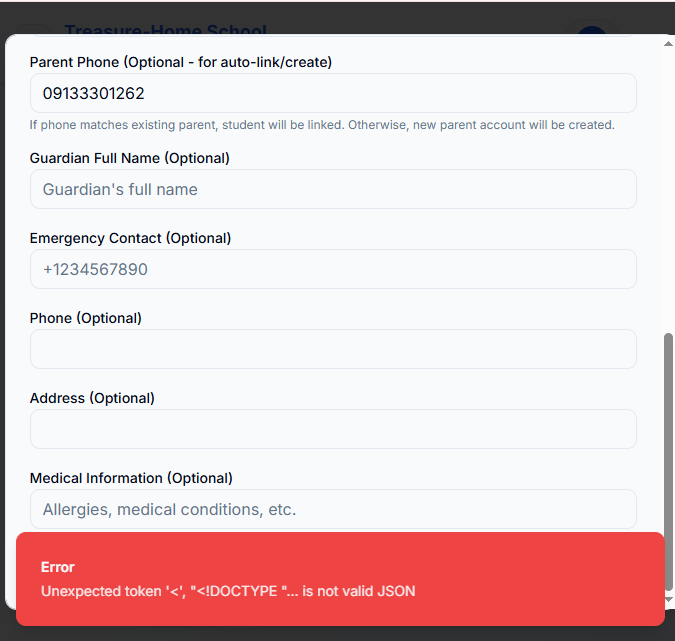 Treasure-Home School
Parent Phone (Optional - for auto-link/create)
09133301262
If phone matches existing parent, student will be linked. Otherwise, new parent account will be created.
Guardian Full Name (Optional)
Guardian's full name
Emergency Contact (Optional)
+1234567890
Phone (Optional)
Address (Optional)
Medical Information (Optional)
Allergies, medical conditions, etc.
Error
Unexpected token '<', "<!DOCTYPE "... is not valid JSON